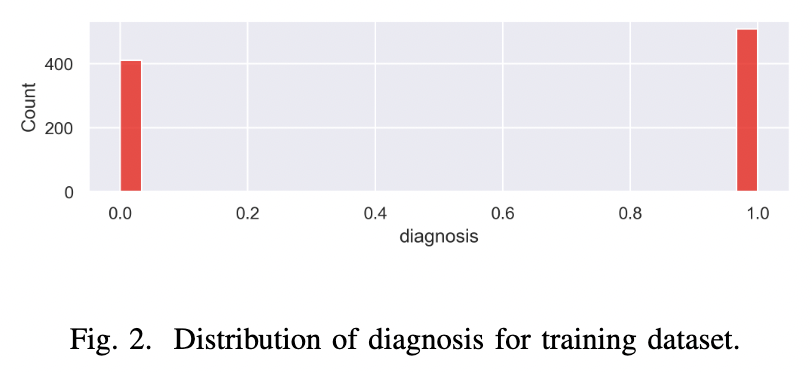 400
200
0
Count
0.0 0.2 0.4 0.6 0.8 1.0
diagnosis
Fig. 2. Distribution of diagnosis for training dataset.